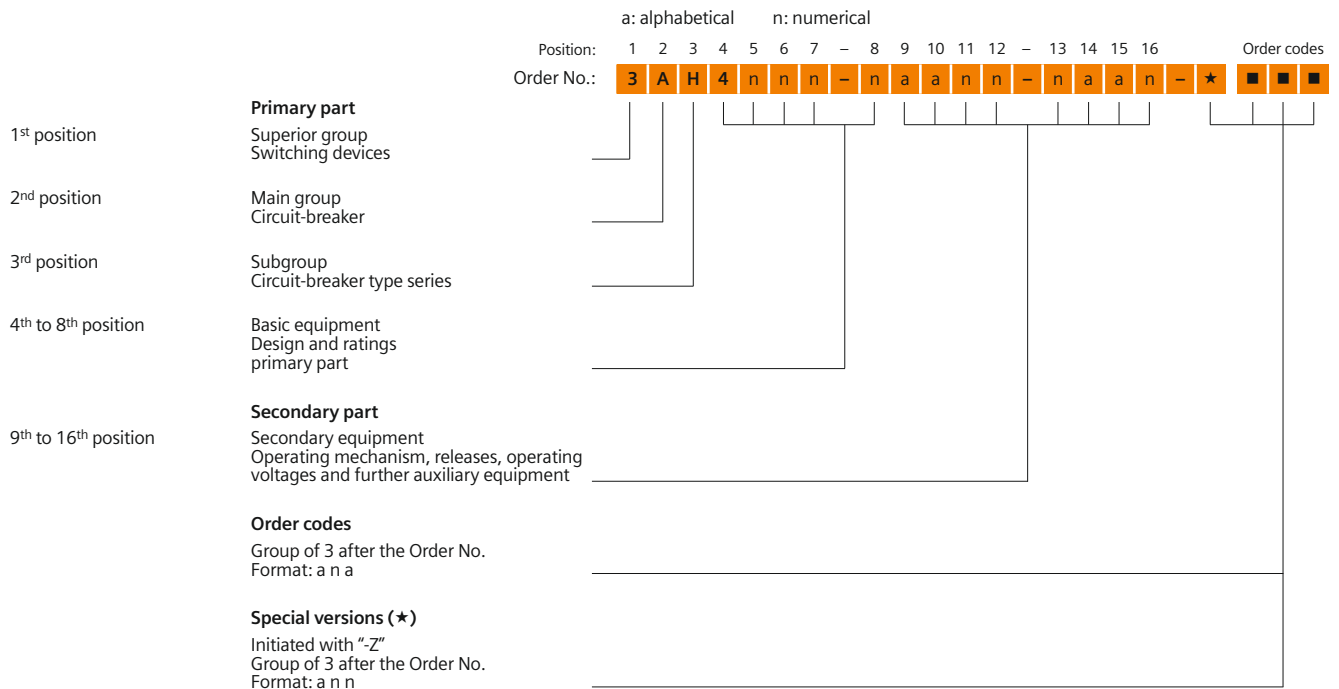 a: alphabetical n: numerical
Position: 1 2 3 4 5 6 7 – 8 9 10 11 12 – 13 14 15 16 Order codes
Order No.: 3 A H 4 n n n – n a a n n – n a a n – ★ ■ ■ ■
Primary part
1st position Superior group
Switching devices
2nd position Main group
Circuit-breaker
3rd position Subgroup
Circuit-breaker type series
4th to 8th position Basic equipment
Design and ratings
primary part
Secondary part
9th to 16th position Secondary equipment
Operating mechanism, releases, operating
voltages and further auxiliary equipment
Order codes
Group of 3 after the Order No.
Format: a n a
Special versions (★)
Initiated with “-Z”
Group of 3 after the Order No.
Format: a n n